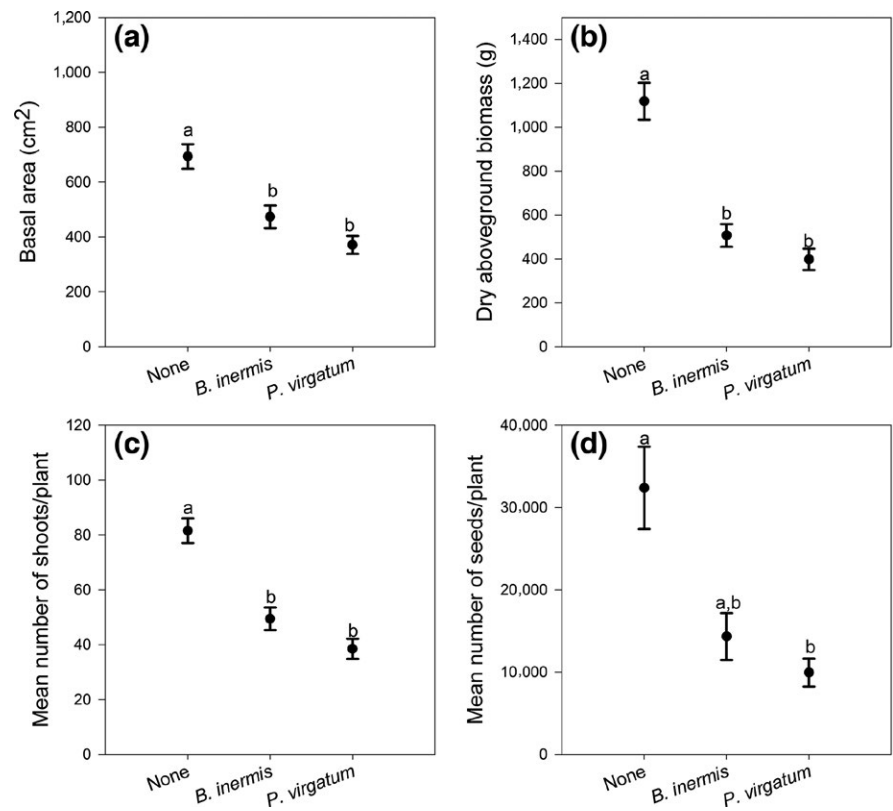 (a)
Basal area (cm2)
1,200
1,000
800
600
400
200
0
a
b
b
None
B. inermis
P. virgatum
(b)
Dry aboveground biomass (g)
1,400
1,200
1,000
800
600
400
200
0
a
b
b
None
B. inermis
P. virgatum
(c)
Mean number of shoots/plant
120
100
80
60
40
20
0
a
b
b
None
B. inermis
P. virgatum
(d)
Mean number of seeds/plant
40,000
30,000
20,000
10,000
0
a
a,b
b
None
B. inermis
P. virgatum